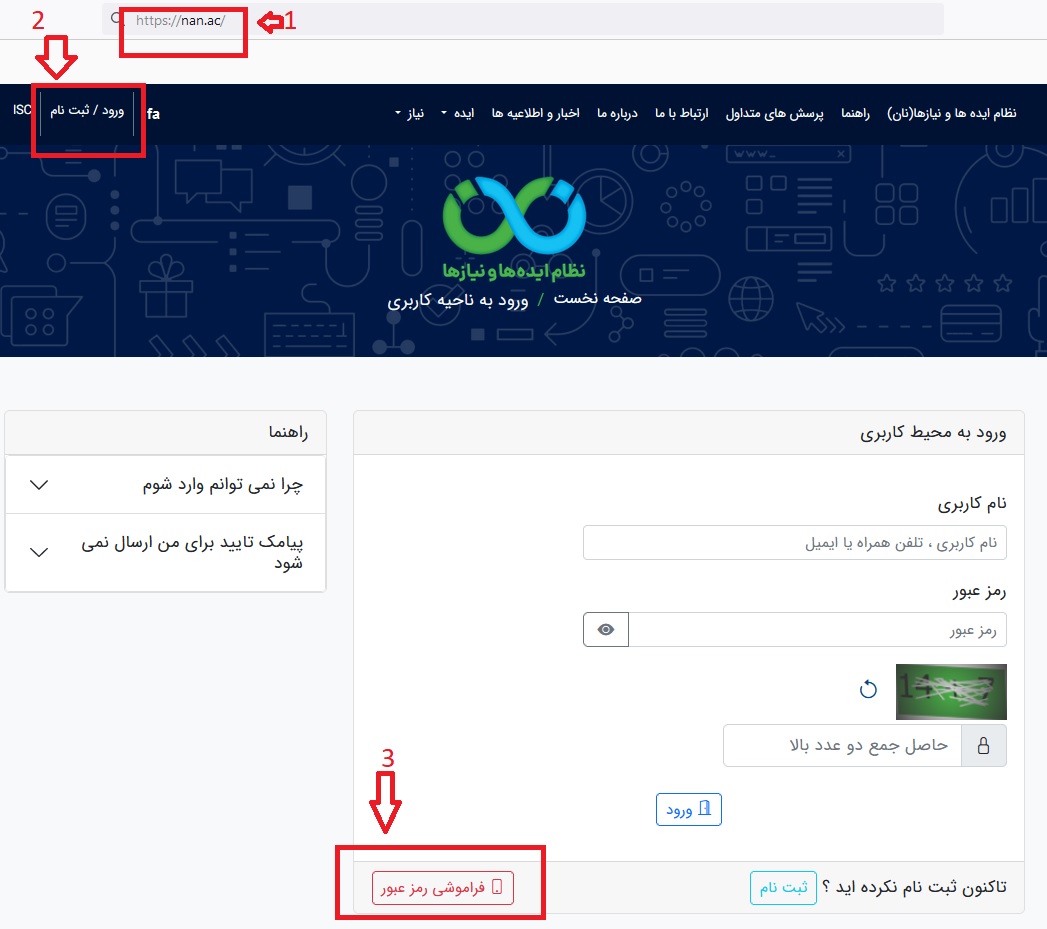 2
https://nan.ac/
1
نظام ایده ها و نیازها(نان)
راهنما
پرسش های متداول
ارتباط با ما
درباره ما
اخبار و اطلاعیه ها
ایده
نیاز
fa
ورود / ثبت نام
ISC
www_
نظام ایده‌ها و نیازها
صفحه نخست / ورود به ناحیه کاربری
ورود به محیط کاربری
نام کاربری
نام کاربری ، تلفن همراه یا ایمیل
رمز عبور
رمز عبور
حاصل جمع دو عدد بالا
ورود
3
تاکنون ثبت نام نکرده اید ؟
ثبت نام
فراموشی رمز عبور
راهنما
چرا نمی توانم وارد شوم
پیامک تایید برای من ارسال نمی
شود